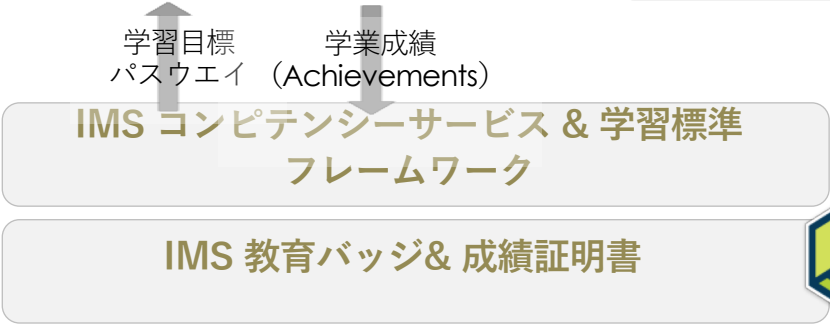 学習目標
パスウエイ
学業成績
（Achievements）
IMS コンピテンシーサービス & 学習標準
フレームワーク
IMS 教育バッジ& 成績証明書